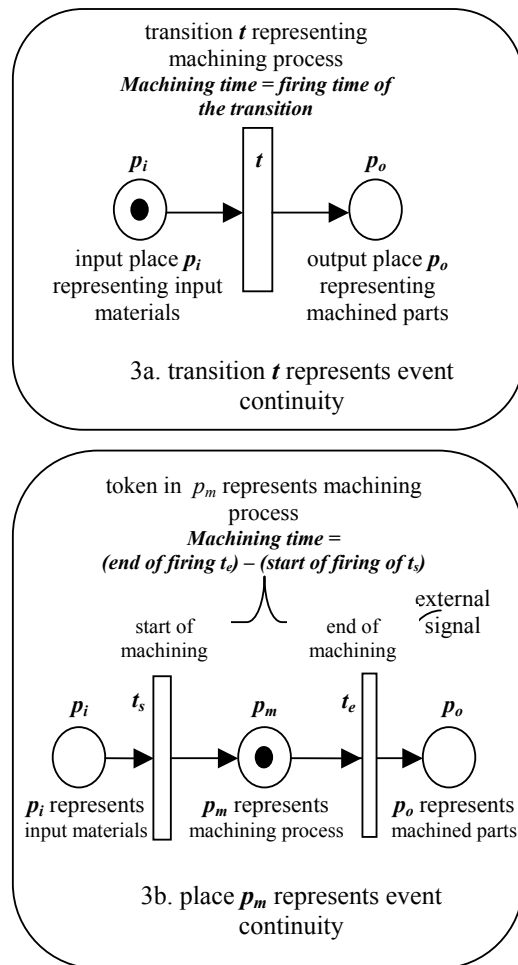 transition t representing
machining process
Machining time = firing time of
the transition
p_i
t
p_o
input place p_i
representing input
materials
output place p_o
representing
machined parts
3a. transition t represents event
continuity
token in p_m represents machining
process
Machining time =
(end of firing t_e) – (start of firing of t_s)
external
signal
start of
machining
end of
machining
p_i
t_s
p_m
t_e
p_o
p_i represents
input materials
p_m represents
machining process
p_o represents
machined parts
3b. place p_m represents event
continuity